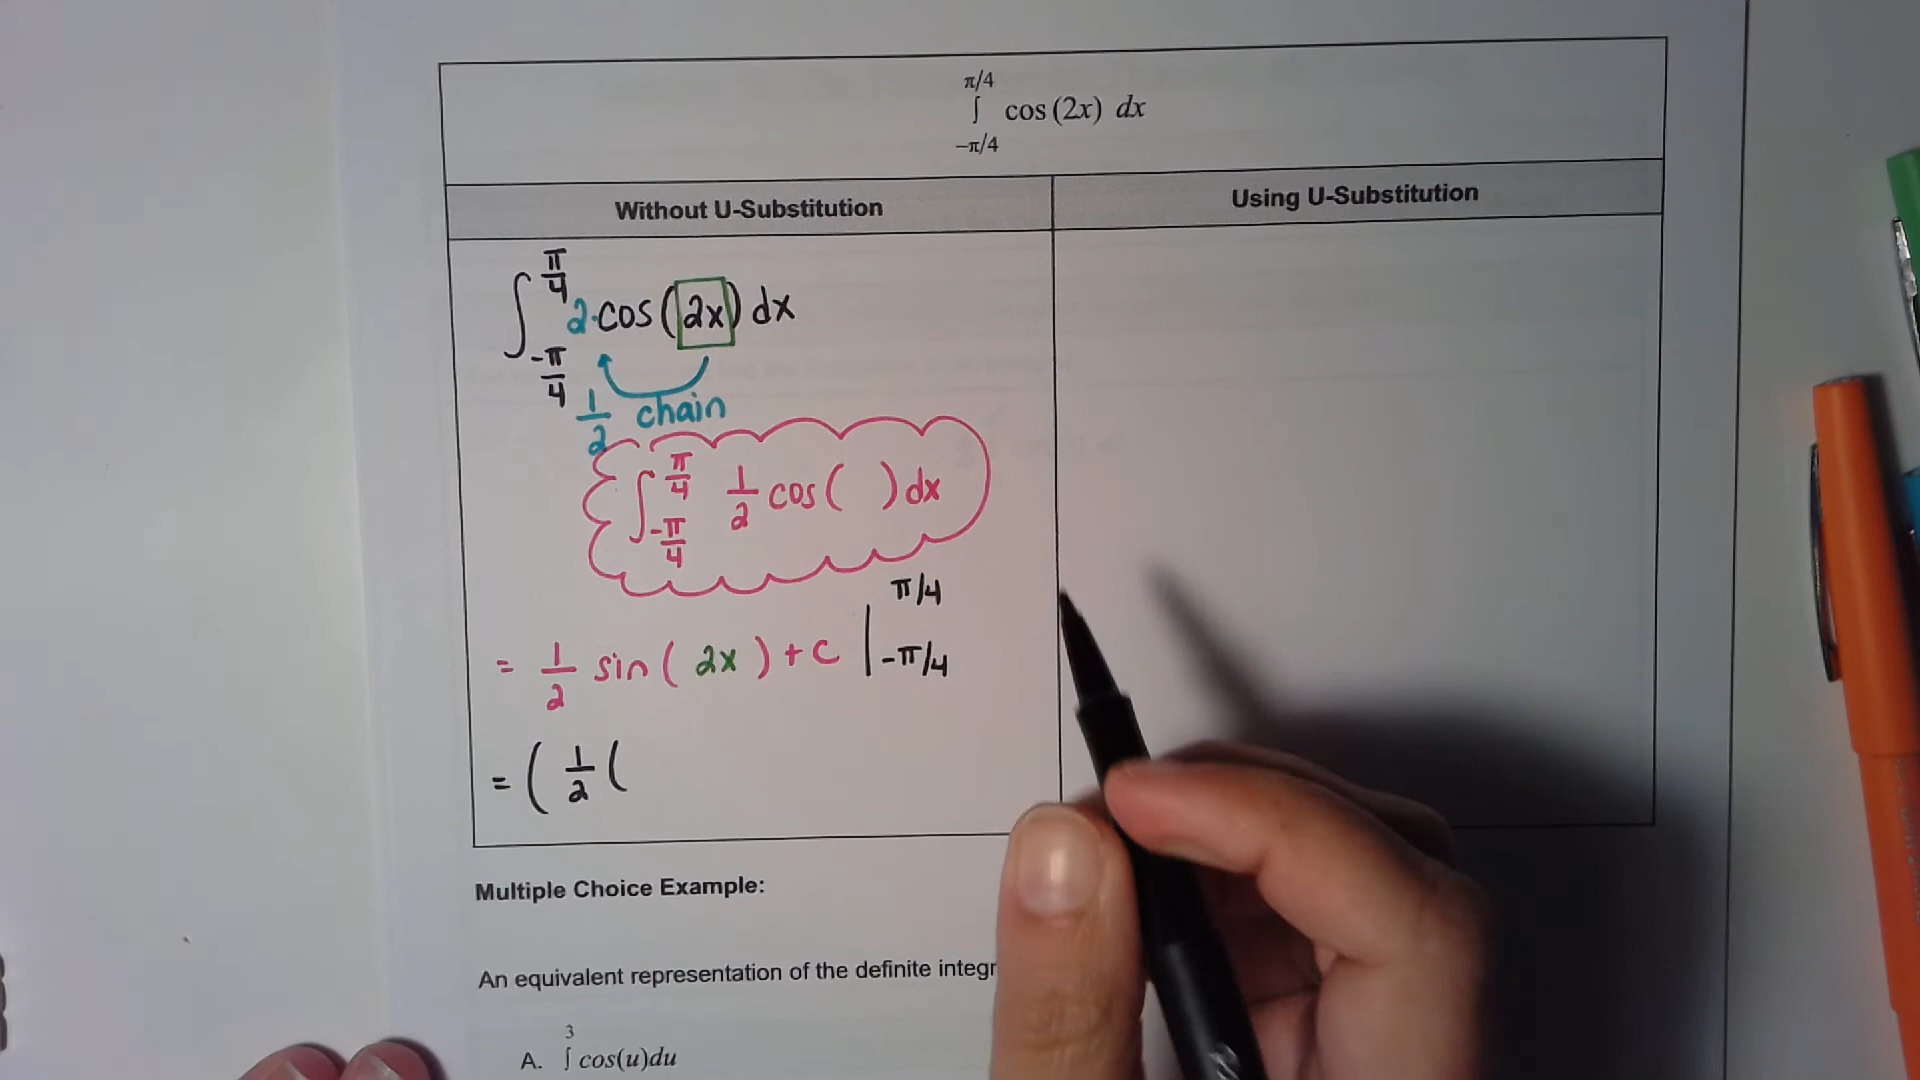 π/4
∫ cos (2x) dx
−π/4
Without U-Substitution
Using U-Substitution
∫ π/4 -π/4 2·cos(2x)dx
1/2 chain
∫ π/4 -π/4 1/2 cos( )dx
= 1/2 sin( 2x ) + C | π/4 -π/4
= ( 1/2 (
Multiple Choice Example:
An equivalent representation of the definite
3
A. ∫ cos(u)du